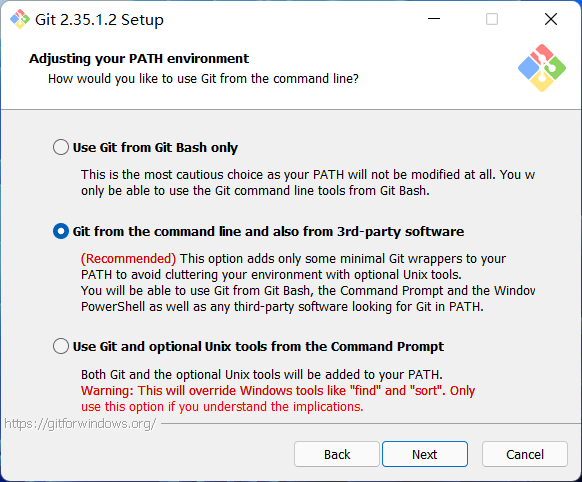 Git 2.35.1.2 Setup
Adjusting your PATH environment
How would you like to use Git from the command line?
Use Git from Git Bash only
This is the most cautious choice as your PATH will not be modified at all. You w
only be able to use the Git command line tools from Git Bash.
Git from the command line and also from 3rd-party software
(Recommended) This option adds only some minimal Git wrappers to your
PATH to avoid cluttering your environment with optional Unix tools.
You will be able to use Git from Git Bash, the Command Prompt and the Window
PowerShell as well as any third-party software looking for Git in PATH.
Use Git and optional Unix tools from the Command Prompt
Both Git and the optional Unix tools will be added to your PATH.
Warning: This will override Windows tools like "find" and "sort". Only
use this option if you understand the implications.
https://gitforwindows.org/
Back
Next
Cancel